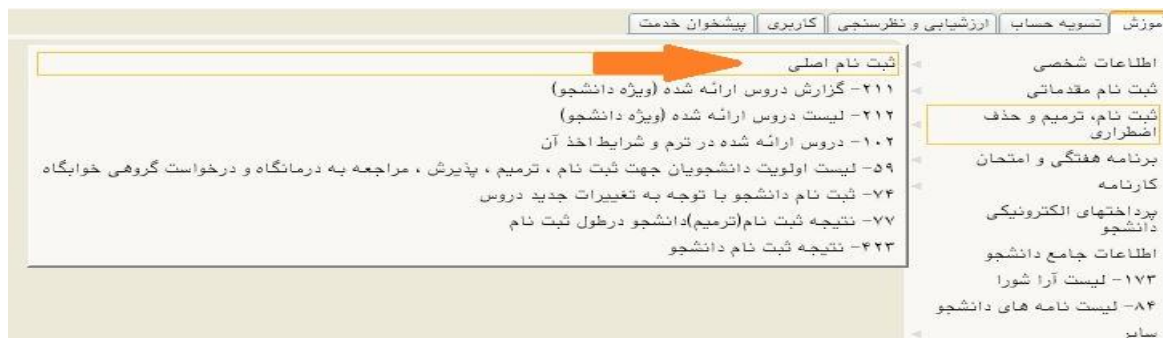 موزش تسویه حساب ارزشیابی و نظرسنجی کاربری پیشخوان خدمت
اطلاعات شخصی
ثبت نام مقدماتی
ثبت نام، ترمیم و حذف
اضطراری
برنامه هفتگی و امتحان
کارنامه
پرداختهای الکترونیکی
دانشجو
اطلاعات جامع دانشجو
۱۷۳- لیست آرا شورا
۸۴- لیست نامه های دانشجو
سایر
ثبت نام اصلی
۲۱۱- گزارش دروس ارائه شده (ویژه دانشجو)
۲۱۲- لیست دروس ارائه شده (ویژه دانشجو)
۱۰۲- دروس ارائه شده در ترم و شرایط اخذ آن
۵۹- لیست اولویت دانشجویان جهت ثبت نام ، ترمیم ، پذیرش ، مراجعه به درمانگاه و درخواست گروهی خوابگاه
۷۴- ثبت نام دانشجو با توجه به تغییرات جدید دروس
۷۷- نتیجه ثبت نام(ترمیم)دانشجو درطول ثبت نام
۴۲۳- نتیجه ثبت نام دانشجو